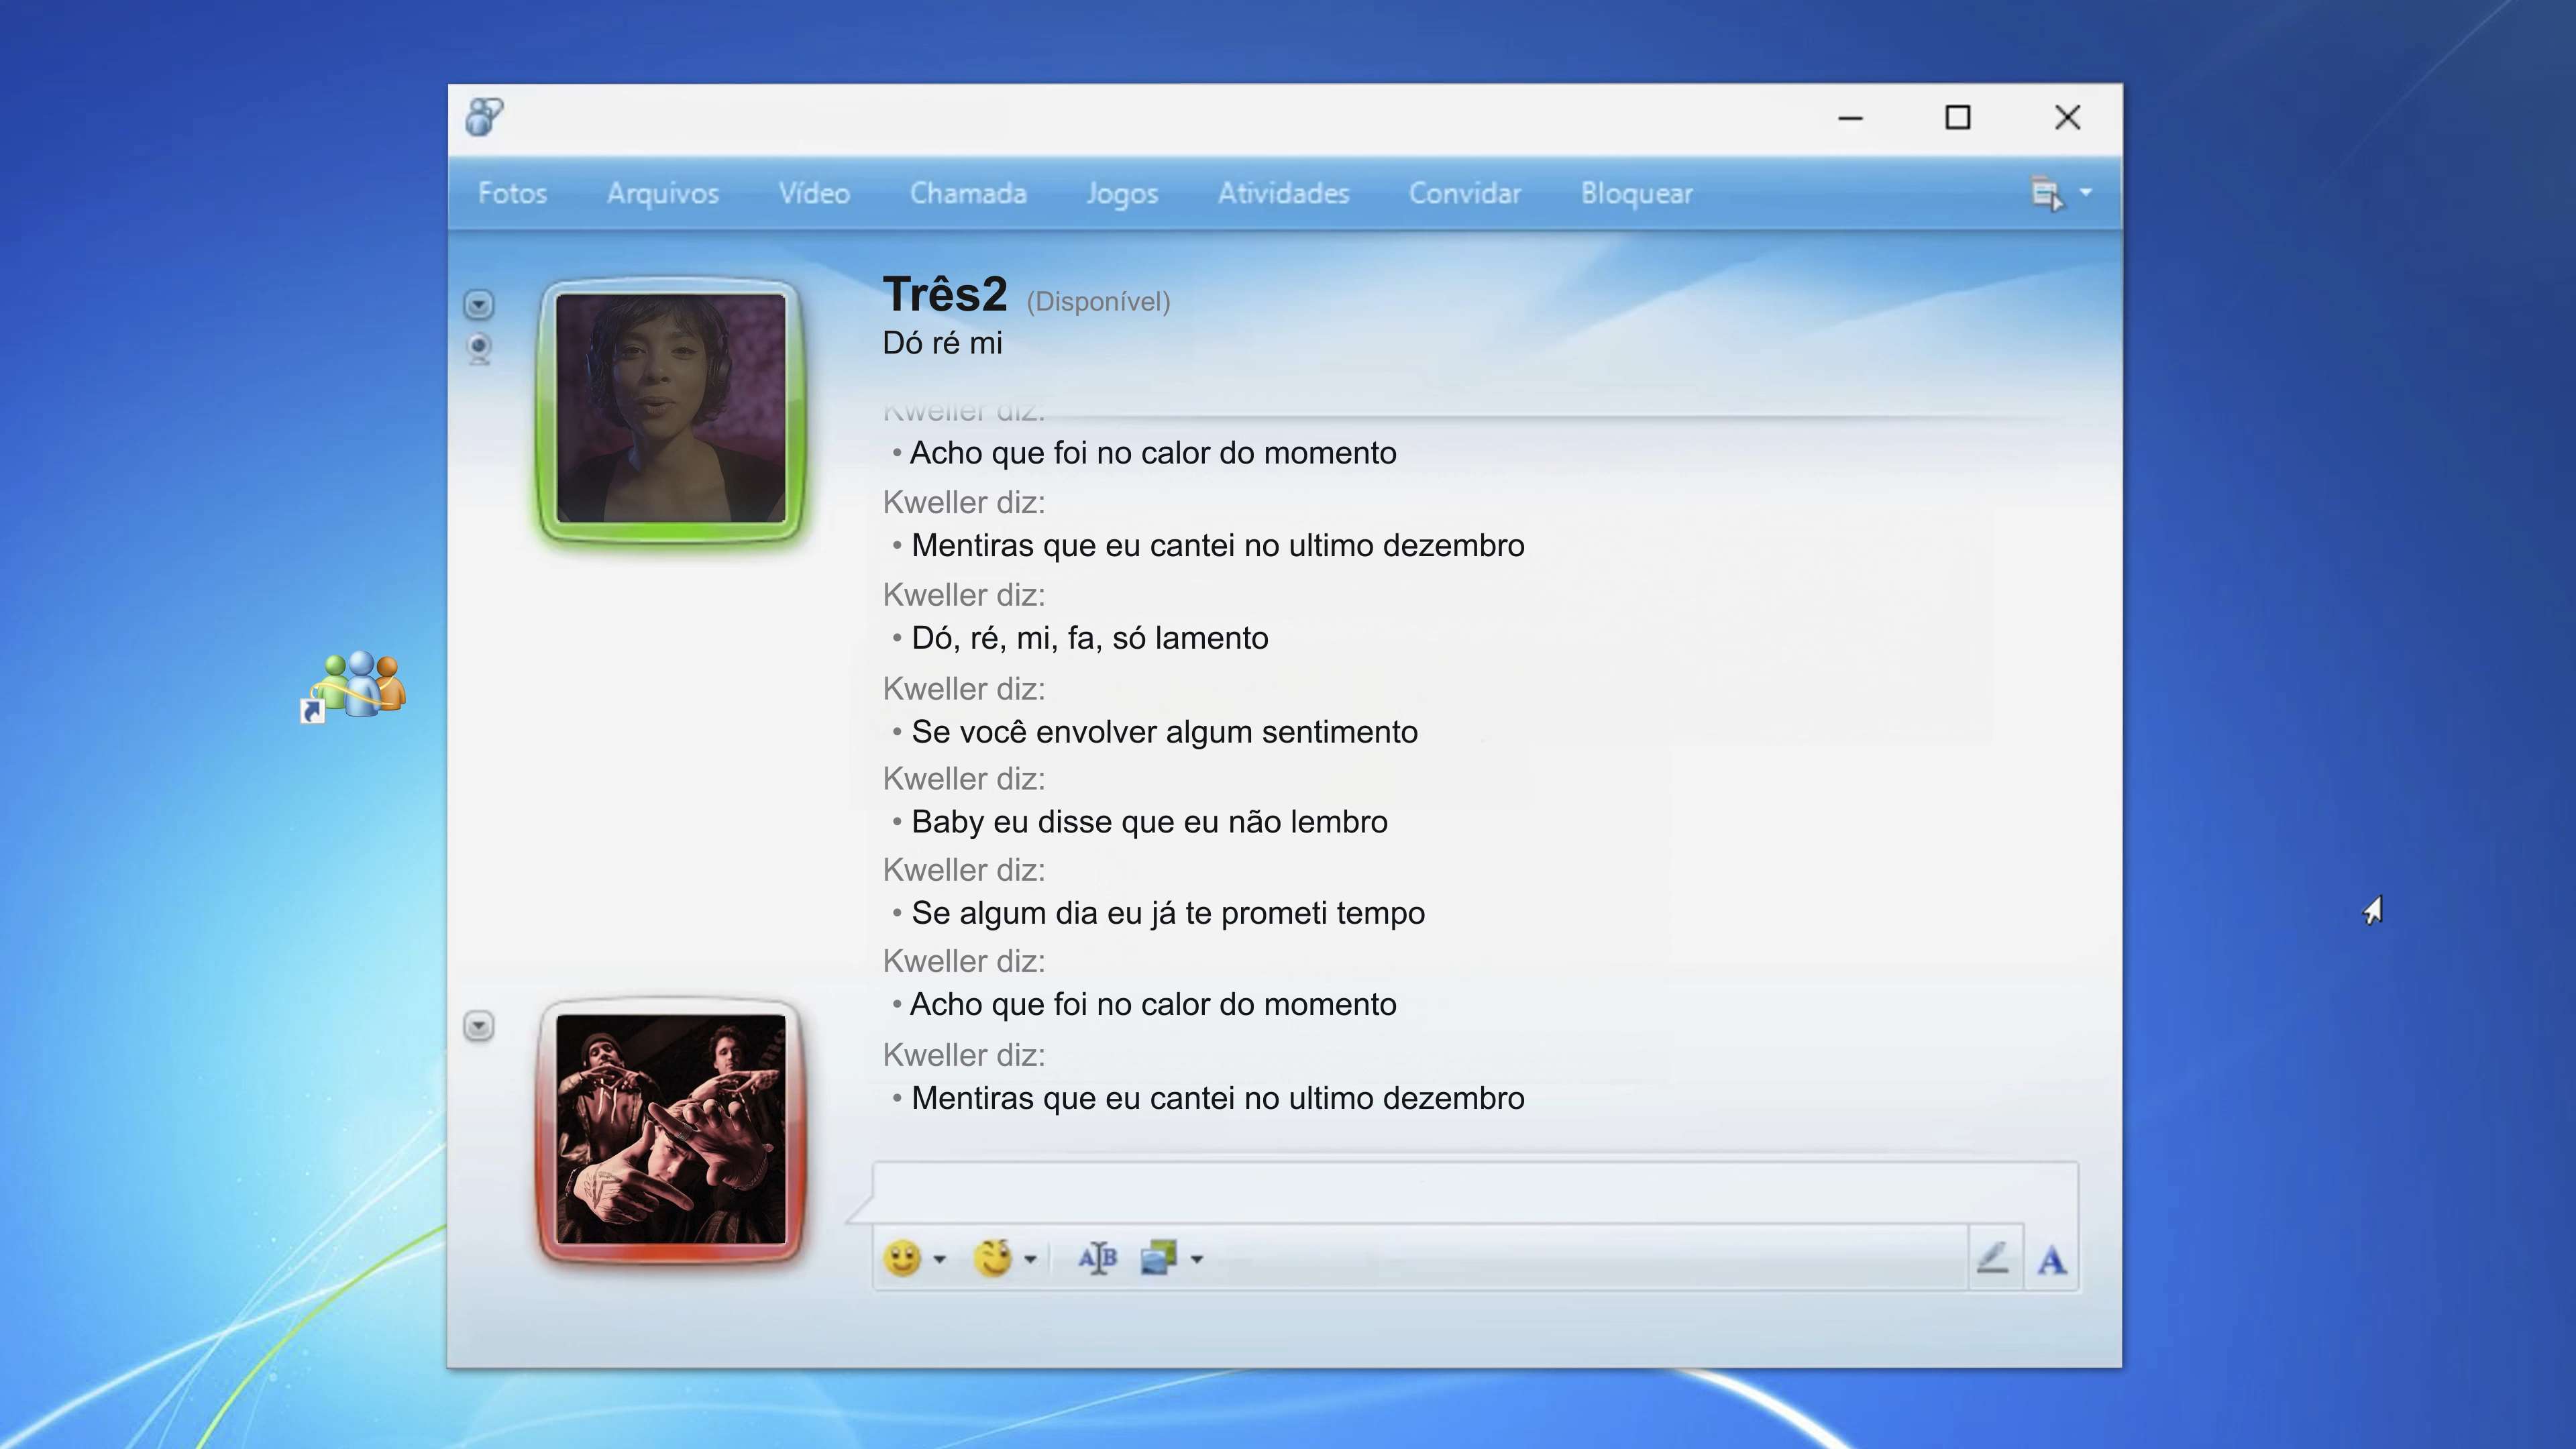 Fotos Arquivos Vídeo Chamada Jogos Atividades Convidar Bloquear
Três2 (Disponível)
Dó ré mi
Kweller diz:
• Acho que foi no calor do momento
Kweller diz:
• Mentiras que eu cantei no ultimo dezembro
Kweller diz:
• Dó, ré, mi, fa, só lamento
Kweller diz:
• Se você envolver algum sentimento
Kweller diz:
• Baby eu disse que eu não lembro
Kweller diz:
• Se algum dia eu já te prometi tempo
Kweller diz:
• Acho que foi no calor do momento
Kweller diz:
• Mentiras que eu cantei no ultimo dezembro
AB A